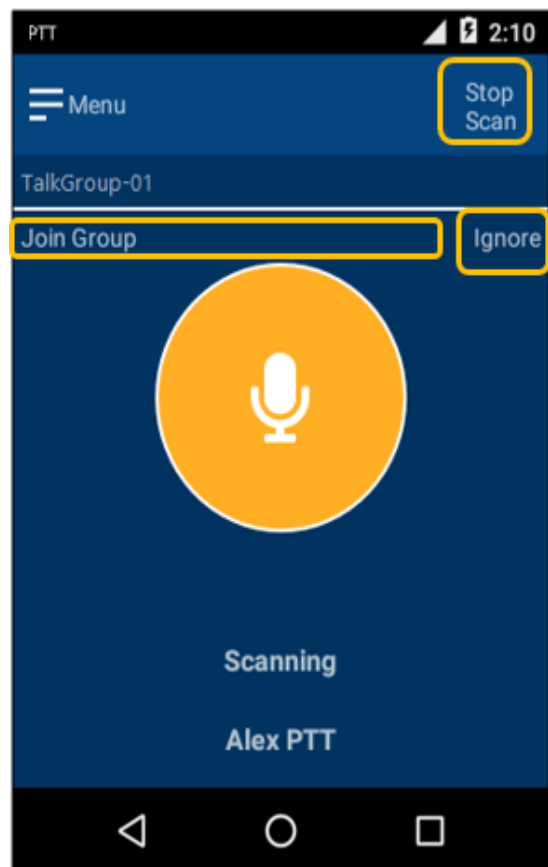 PTT 2:10
Menu
Stop
Scan
TalkGroup-01
Join Group Ignore
Scanning
Alex PTT